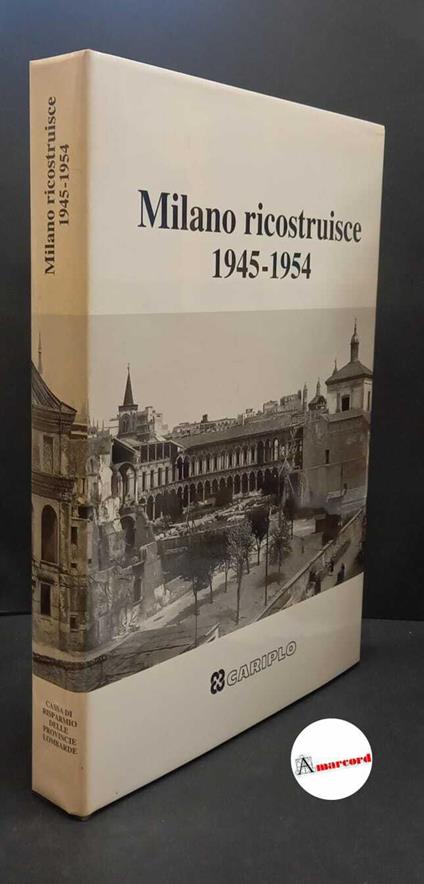 Milano ricostruisce
1945-1954
Milano ricostruisce
1945-1954
CARIPLO
CASSA DI
RISPARMIO
DELLE
PROVINCIE
LOMBARDE
Amarcord